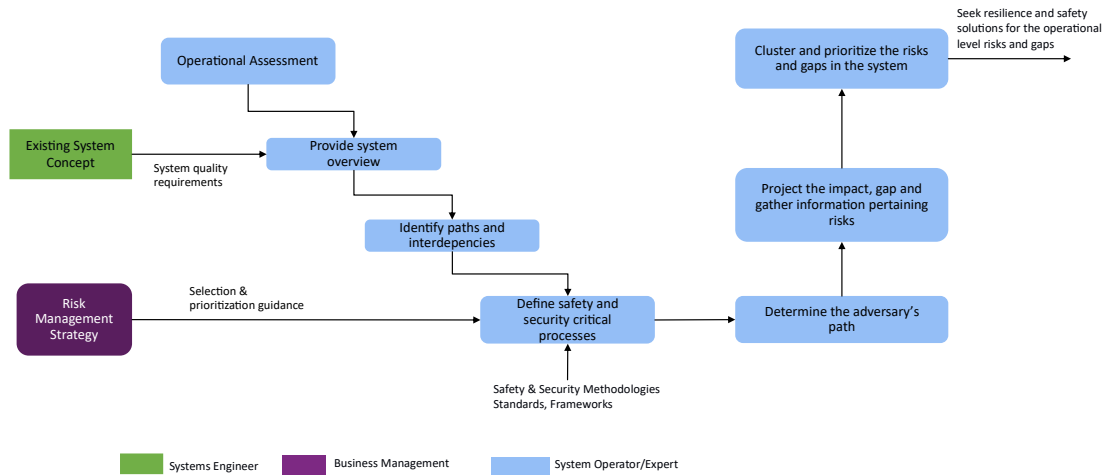 Operational Assessment
Existing System
Concept
System quality
requirements
Provide system
overview
Identify paths and
interdepencies
Risk
Management
Strategy
Selection &
prioritization guidance
Define safety and
security critical
processes
Safety & Security Methodologies
Standards, Frameworks
Determine the adversary's
path
Project the impact, gap and
gather information pertaining
risks
Cluster and prioritize the risks
and gaps in the system
Seek resilience and safety
solutions for the operational
level risks and gaps
Systems Engineer
Business Management
System Operator/Expert